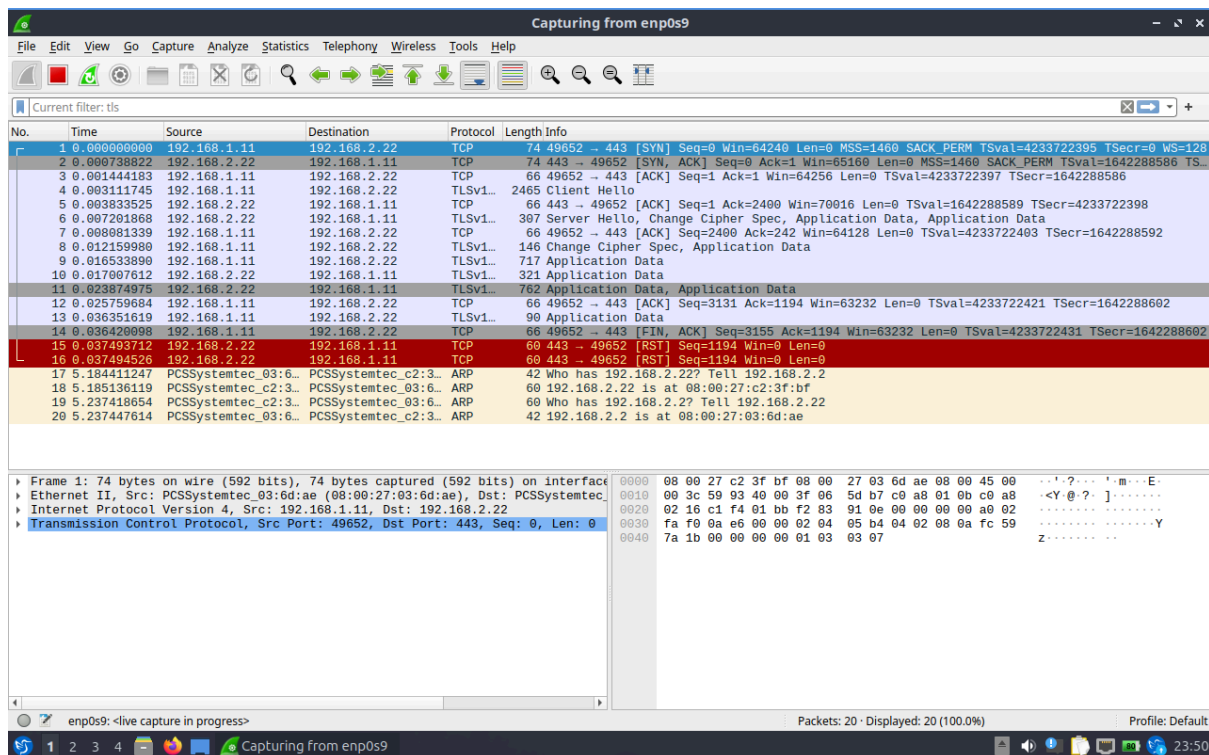 Capturing from enp0s9
File Edit View Go Capture Analyze Statistics Telephony Wireless Tools Help
Current filter: tls
No. Time Source Destination Protocol Length Info
1 0.000000000 192.168.1.11 192.168.2.22 TCP 74 49652 → 443 [SYN] Seq=0 Win=64240 Len=0 MSS=1460 SACK_PERM TSval=4233722395 TSecr=0 WS=128
2 0.000738822 192.168.2.22 192.168.1.11 TCP 74 443 → 49652 [SYN, ACK] Seq=0 Ack=1 Win=65160 Len=0 MSS=1460 SACK_PERM TSval=1642288586 TS…
3 0.001444183 192.168.1.11 192.168.2.22 TCP 66 49652 → 443 [ACK] Seq=1 Ack=1 Win=64256 Len=0 TSval=4233722397 TSecr=1642288586
4 0.003111745 192.168.1.11 192.168.2.22 TLSv1… 2465 Client Hello
5 0.003833525 192.168.2.22 192.168.1.11 TCP 66 443 → 49652 [ACK] Seq=1 Ack=2400 Win=70016 Len=0 TSval=1642288589 TSecr=4233722398
6 0.007201868 192.168.2.22 192.168.1.11 TLSv1… 307 Server Hello, Change Cipher Spec, Application Data, Application Data
7 0.008081339 192.168.1.11 192.168.2.22 TCP 66 49652 → 443 [ACK] Seq=2400 Ack=242 Win=64128 Len=0 TSval=4233722403 TSecr=1642288592
8 0.012159980 192.168.1.11 192.168.2.22 TLSv1… 146 Change Cipher Spec, Application Data
9 0.016533890 192.168.1.11 192.168.2.22 TLSv1… 717 Application Data
10 0.017007612 192.168.2.22 192.168.1.11 TLSv1… 321 Application Data
11 0.023874975 192.168.2.22 192.168.1.11 TLSv1… 762 Application Data, Application Data
12 0.025759684 192.168.1.11 192.168.2.22 TCP 66 49652 → 443 [ACK] Seq=3131 Ack=1194 Win=63232 Len=0 TSval=4233722421 TSecr=1642288602
13 0.036351619 192.168.1.11 192.168.2.22 TLSv1… 90 Application Data
14 0.036420098 192.168.1.11 192.168.2.22 TCP 66 49652 → 443 [FIN, ACK] Seq=3155 Ack=1194 Win=63232 Len=0 TSval=4233722431 TSecr=1642288602
15 0.037493712 192.168.2.22 192.168.1.11 TCP 60 443 → 49652 [RST] Seq=1194 Win=0 Len=0
16 0.037494526 192.168.2.22 192.168.1.11 TCP 60 443 → 49652 [RST] Seq=1194 Win=0 Len=0
17 5.184411247 PCSSystemtec_03:6… PCSSystemtec_c2:3… ARP 42 Who has 192.168.2.22? Tell 192.168.2.2
18 5.185136119 PCSSystemtec_c2:3… PCSSystemtec_03:6… ARP 60 192.168.2.22 is at 08:00:27:c2:3f:bf
19 5.237418654 PCSSystemtec_c2:3… PCSSystemtec_03:6… ARP 60 Who has 192.168.2.2? Tell 192.168.2.22
20 5.237447614 PCSSystemtec_03:6… PCSSystemtec_c2:3… ARP 42 192.168.2.2 is at 08:00:27:03:6d:ae
Frame 1: 74 bytes on wire (592 bits), 74 bytes captured (592 bits) on interface
Ethernet II, Src: PCSSystemtec_03:6d:ae (08:00:27:03:6d:ae), Dst: PCSSystemtec_
Internet Protocol Version 4, Src: 192.168.1.11, Dst: 192.168.2.22
Transmission Control Protocol, Src Port: 49652, Dst Port: 443, Seq: 0, Len: 0
0000 08 00 27 c2 3f bf 08 00 27 03 6d ae 08 00 45 00 ··'·?··· '·m···E·
0010 00 3c 59 93 40 00 3f 06 5d b7 c0 a8 01 0b c0 a8 ·<Y·@·?· ]·······
0020 02 16 c1 f4 01 bb f2 83 91 0e 00 00 00 00 a0 02 ········ ········
0030 fa f0 0a e6 00 00 02 04 05 b4 04 02 08 0a fc 59 ········ ·······Y
0040 7a 1b 00 00 00 00 01 03 03 07 z······· ··
enp0s9: <live capture in progress> Packets: 20 · Displayed: 20 (100.0%) Profile: Default
1 2 3 4 Capturing from enp0s9 80 23:50